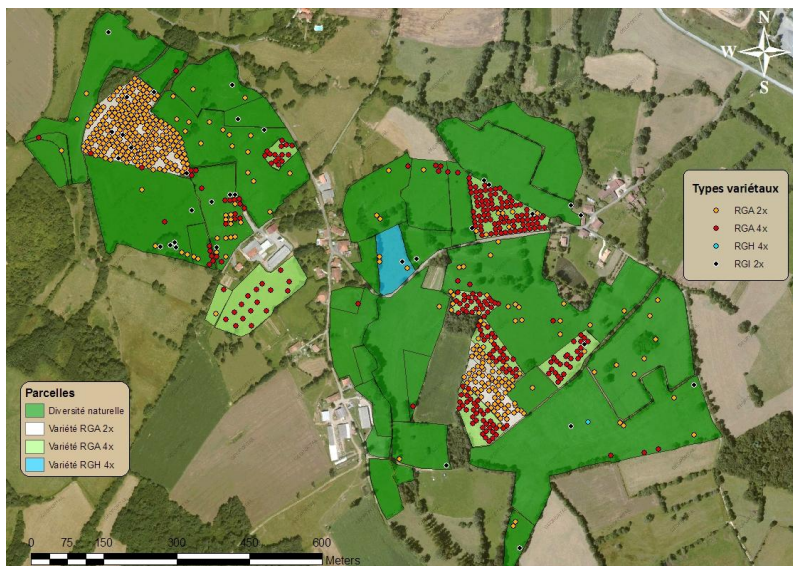 N
W E
S
Types variétaux
RGA 2x
RGA 4x
RGH 4x
RGI 2x
Parcelles
Diversité naturelle
Variété RGA 2x
Variété RGA 4x
Variété RGH 4x
0 75 150 300 450 600
Meters